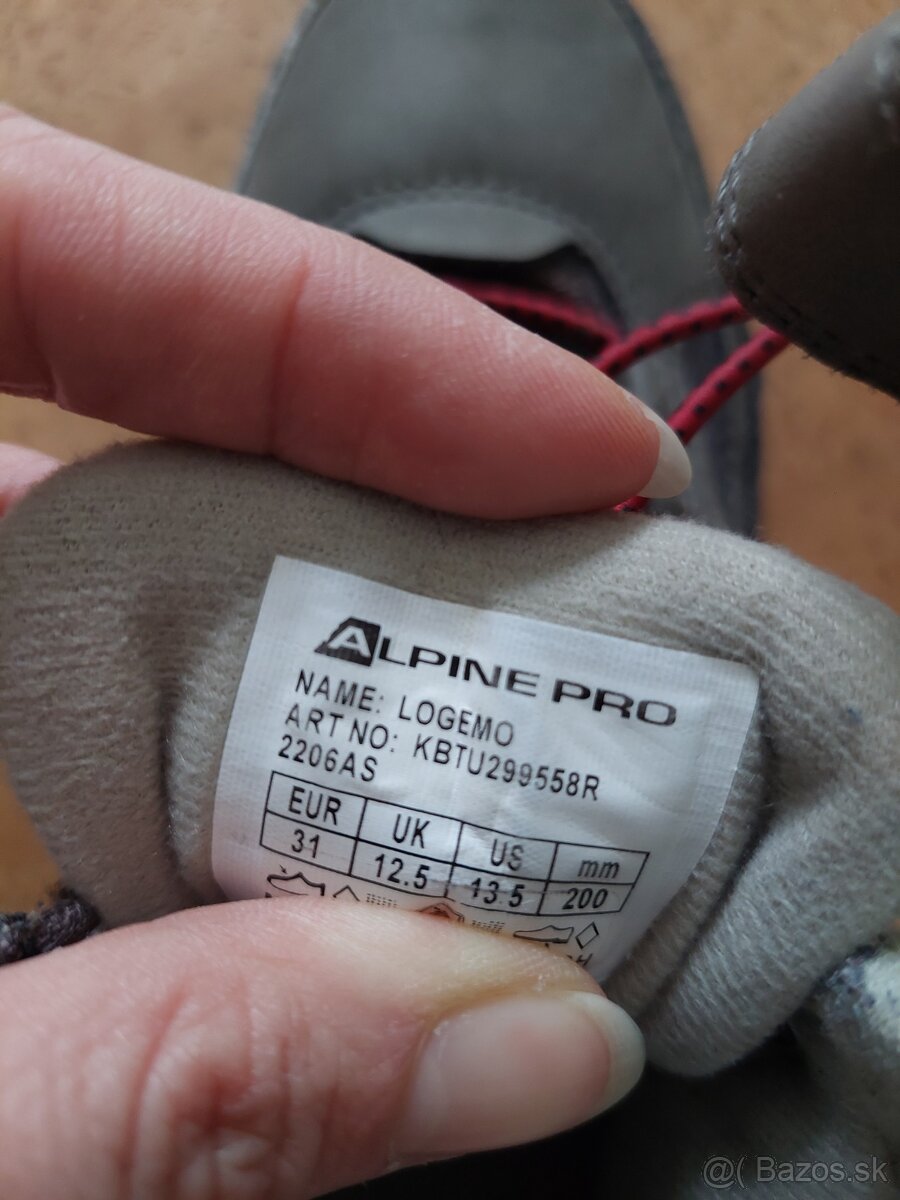 ALPINE PRO
NAME: LOGEMO
ART NO: KBTU299558R
2206AS
EUR UK US mm
31 12.5 13.5 200
@( Bazos.sk